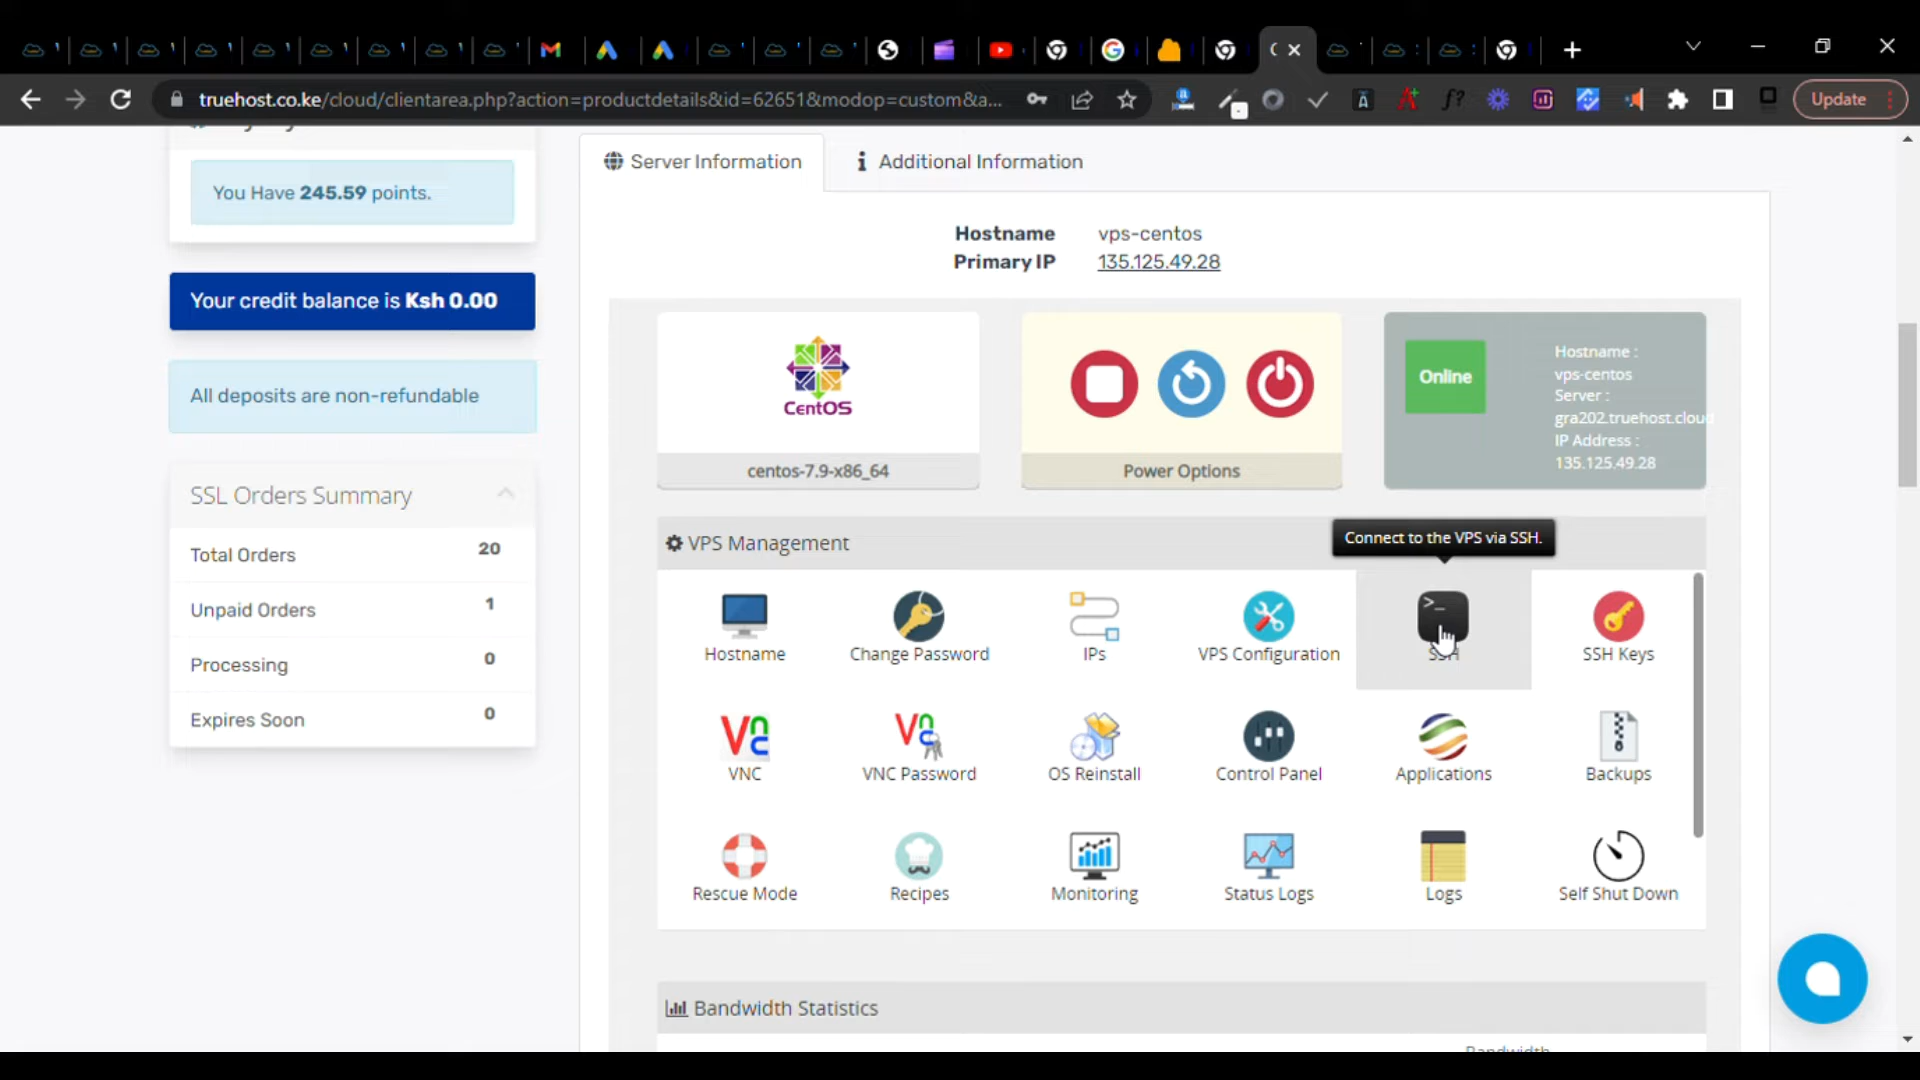 truehost.co.ke/cloud/clientarea.php?action=productdetails&id=62651&modop=custom&a...
Update
You Have 245.59 points.
Your credit balance is Ksh 0.00
All deposits are non-refundable
SSL Orders Summary
Total Orders 20
Unpaid Orders 1
Processing 0
Expires Soon 0
Server Information
Additional Information
Hostname vps-centos
Primary IP 135.125.49.28
CentOS
centos-7.9-x86_64
Power Options
Online
Hostname :
vps-centos
Server :
gra202.truehost.cloud
IP Address :
135.125.49.28
VPS Management
Connect to the VPS via SSH.
Hostname
Change Password
IPs
VPS Configuration
SSH
SSH Keys
VNC
VNC Password
OS Reinstall
Control Panel
Applications
Backups
Rescue Mode
Recipes
Monitoring
Status Logs
Logs
Self Shut Down
Bandwidth Statistics
Bandwidth